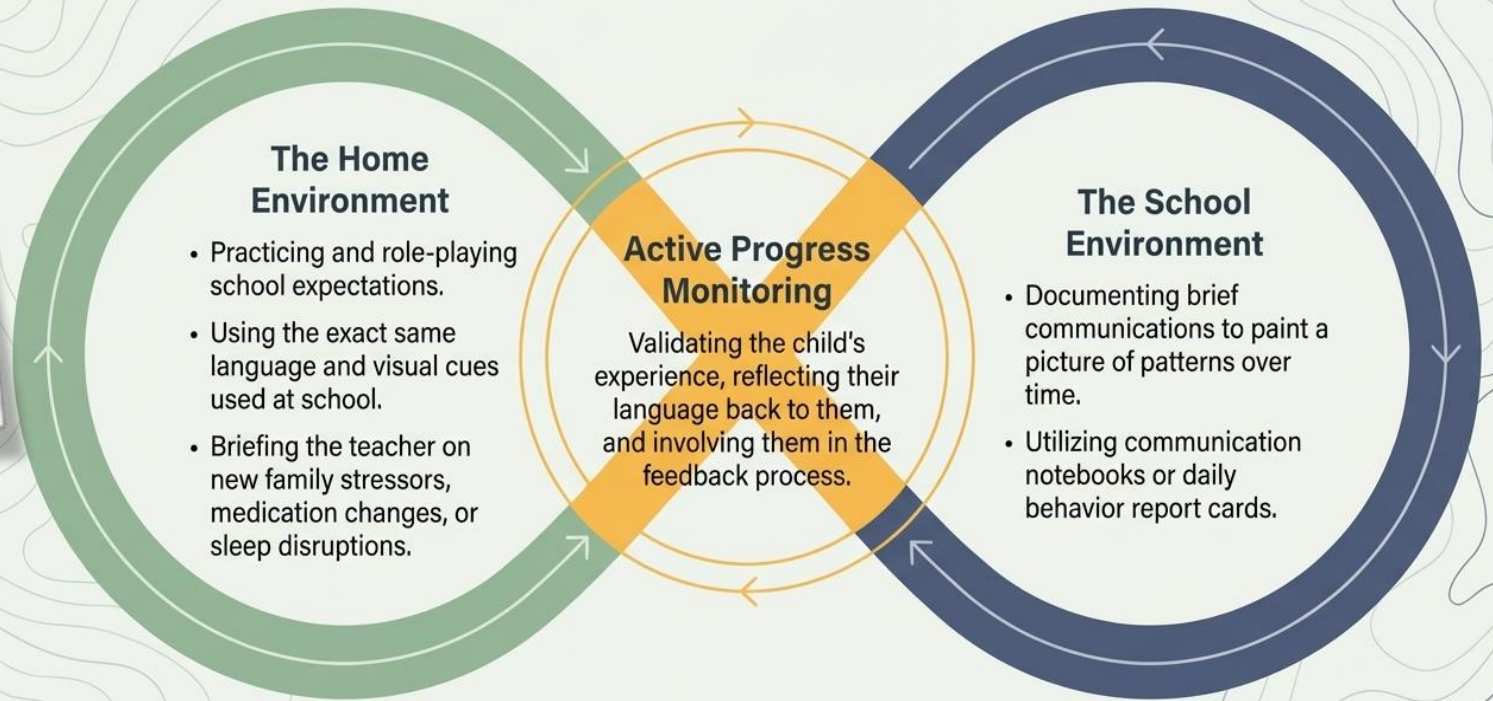 The Home
Environment
• Practicing and role-playing
school expectations.
• Using the exact same
language and visual cues
used at school.
• Briefing the teacher on
new family stressors,
medication changes, or
sleep disruptions.
Active Progress
Monitoring
Validating the child's
experience, reflecting their
language back to them,
and involving them in the
feedback process.
The School
Environment
• Documenting brief
communications to paint a
picture of patterns over
time.
• Utilizing communication
notebooks or daily
behavior report cards.